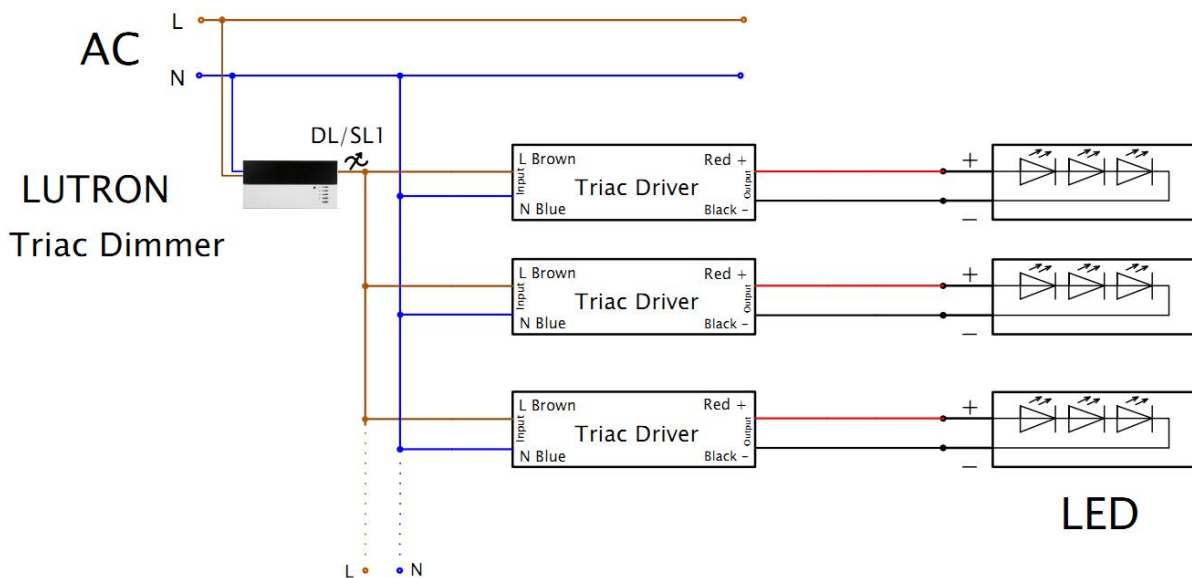 L
AC
N
DL/SL1
LUTRON
Triac Dimmer
L Brown
Red +
Input
Triac Driver
Output
N Blue
Black -
+
−
L Brown
Red +
Input
Triac Driver
Output
N Blue
Black -
+
−
L Brown
Red +
Input
Triac Driver
Output
N Blue
Black -
+
−
LED
L
N